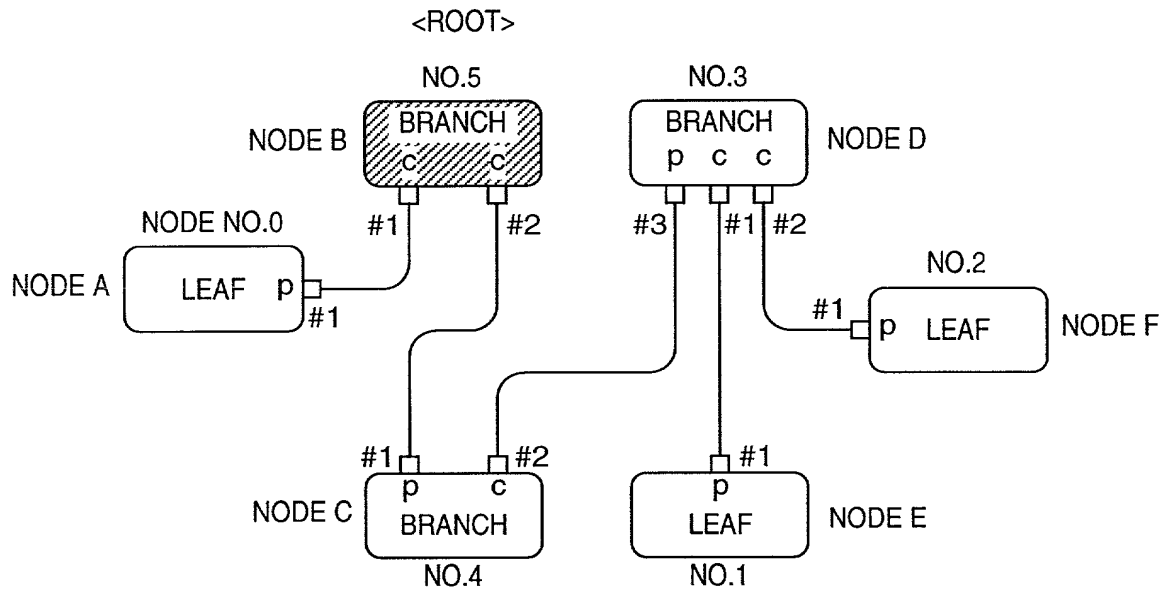 <ROOT>
NO.5
NODE B
BRANCH
c c
#1 #2
NO.3
BRANCH
p c c
NODE D
#3 #1 #2
NODE NO.0
NODE A
LEAF p
#1
NO.2
#1
p LEAF
NODE F
#1 #2
p c
NODE C
BRANCH
NO.4
#1
p
LEAF
NODE E
NO.1